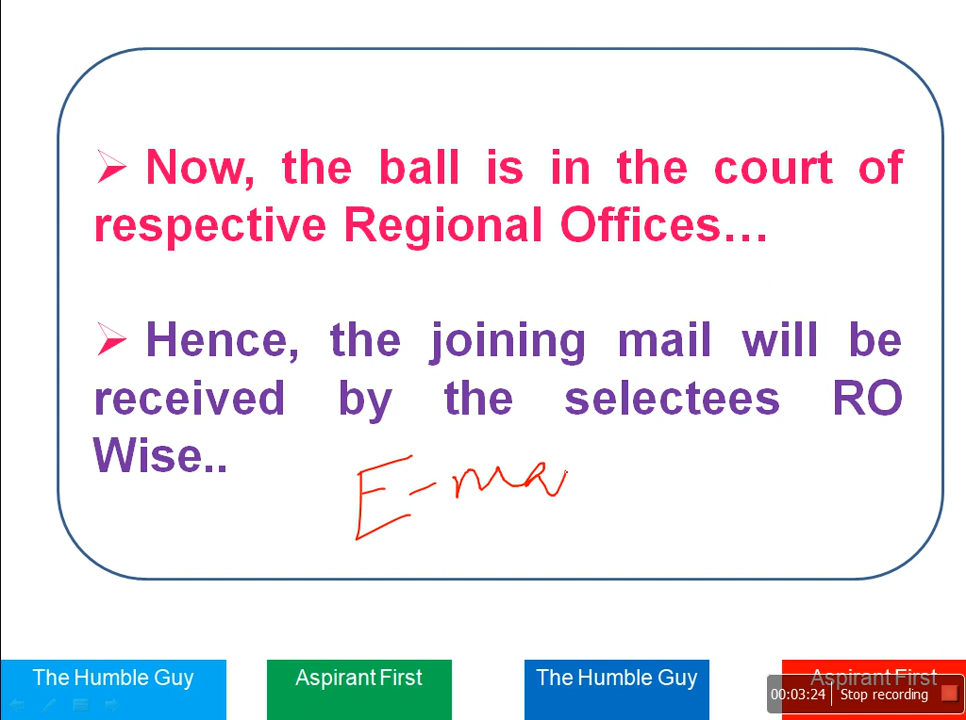 Now, the ball is in the court of
respective Regional Offices…
Hence, the joining mail will be
received by the selectees RO
Wise..
E-ma
The Humble Guy
Aspirant First
The Humble Guy
Aspirant First
00:03:24 Stop recording